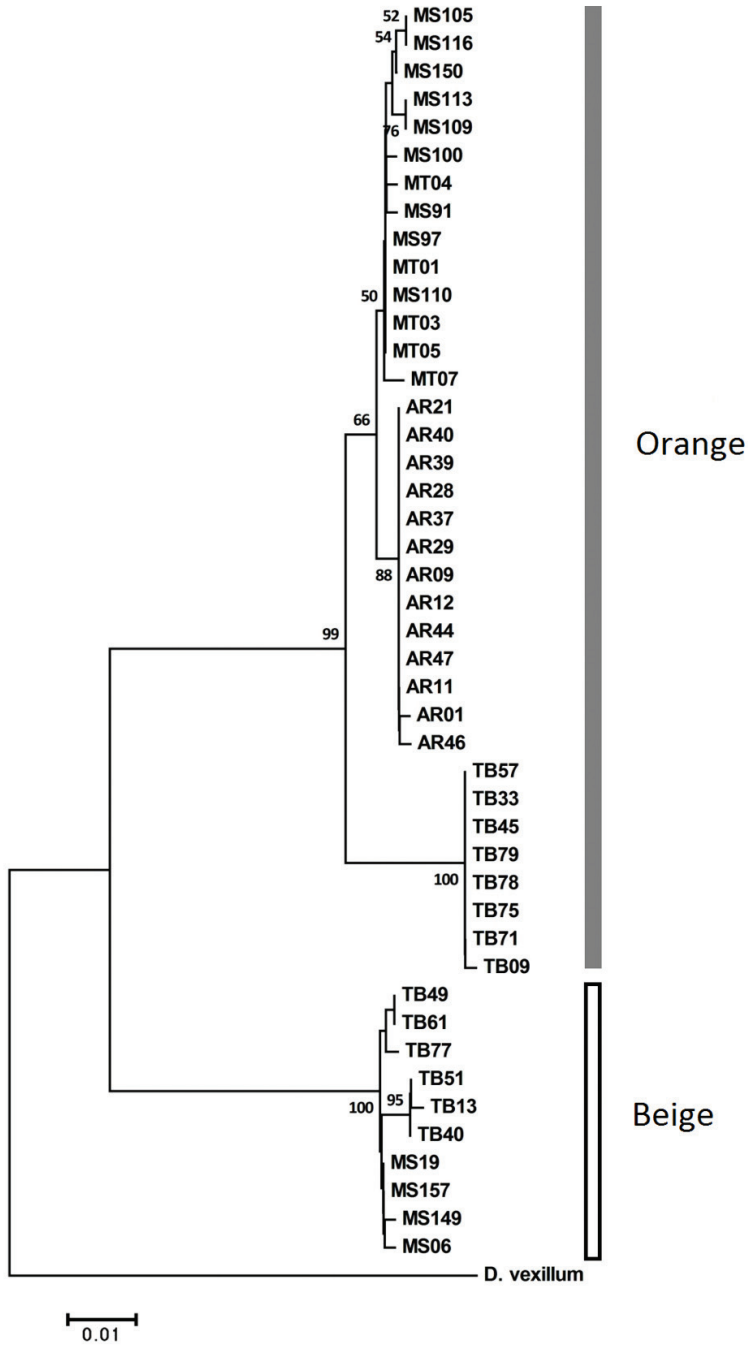 52
MS105
54
MS116
MS150
MS113
76
MS109
MS100
MT04
MS91
MS97
MT01
50
MS110
MT03
MT05
MT07
AR21
66
AR40
Orange
AR39
AR28
AR37
AR29
88
AR09
AR12
AR44
99
AR47
AR11
AR01
AR46
TB57
TB33
TB45
TB79
100
TB78
TB75
TB71
TB09
TB49
TB61
TB77
TB51
100
95
TB13
Beige
TB40
MS19
MS157
MS149
MS06
D. vexillum
0.01